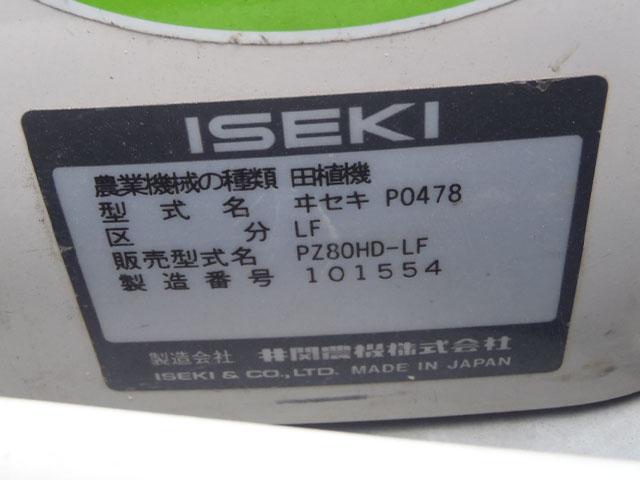 ISEKI
農業機械の種類 田植機
型式名 ヰセキ P0478
区分 LF
販売型式名 PZ80HD-LF
製造番号 101554
製造会社 井関農機株式会社
ISEKI & CO., LTD. MADE IN JAPAN